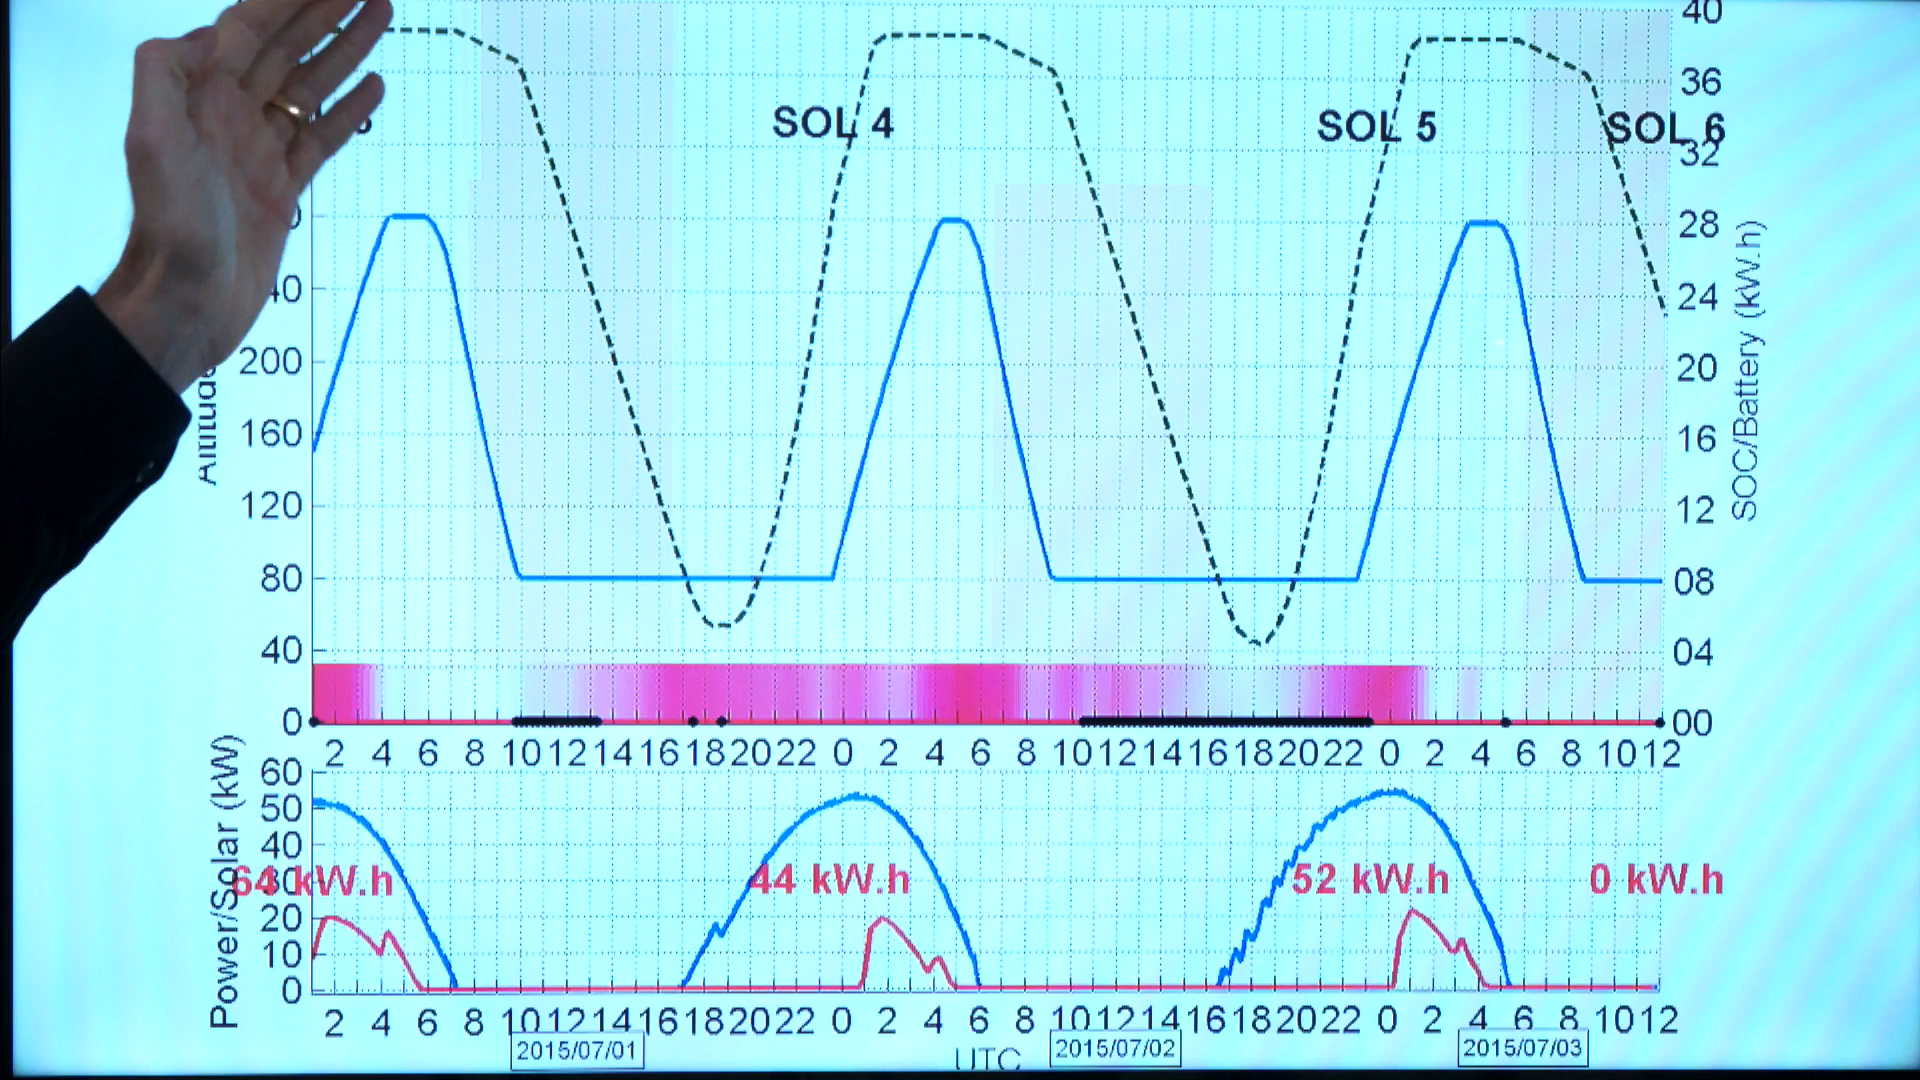 40
36
SOL 4
SOL 5
SOL 6
32
28
24
200
20
160
16
120
12
80
08
40
04
0
00
SOC/Battery (kW.h)
2 4 6 8 10 12 14 16 18 20 22 0 2 4 6 8 10 12 14 16 18 20 22 0 2 4 6 8 10 12
Power/Solar (kW)
60
50
40
30
20
10
0
64 kW.h
44 kW.h
52 kW.h
0 kW.h
2 4 6 8 10 12 14 16 18 20 22 0 2 4 6 8 10 12 14 16 18 20 22 0 2 4 6 8 10 12
2015/07/01
UTC
2015/07/02
2015/07/03